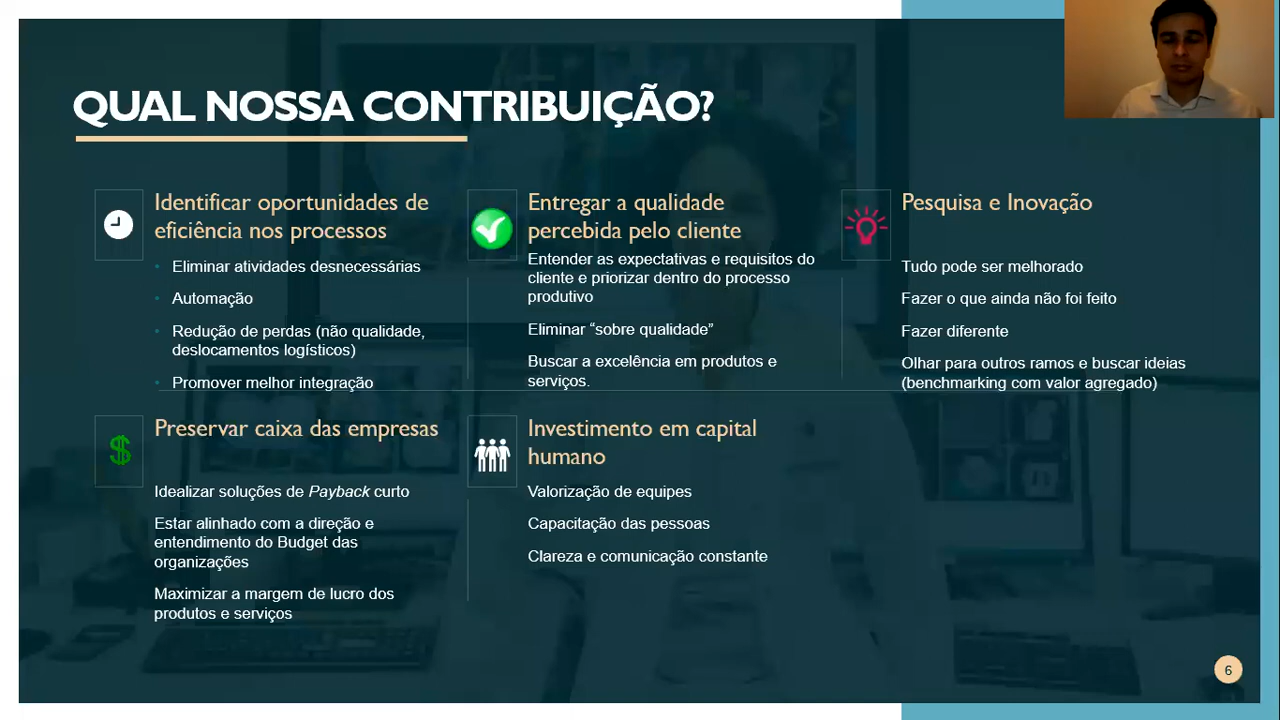 QUAL NOSSA CONTRIBUIÇÃO?
Identificar oportunidades de
eficiência nos processos
Eliminar atividades desnecessárias
Automação
Redução de perdas (não qualidade,
deslocamentos logísticos)
Promover melhor integração
Entregar a qualidade
percebida pelo cliente
Entender as expectativas e requisitos do
cliente e priorizar dentro do processo
produtivo
Eliminar “sobre qualidade”
Buscar a excelência em produtos e
serviços.
Pesquisa e Inovação
Tudo pode ser melhorado
Fazer o que ainda não foi feito
Fazer diferente
Olhar para outros ramos e buscar ideias
(benchmarking com valor agregado)
Preservar caixa das empresas
Idealizar soluções de Payback curto
Estar alinhado com a direção e
entendimento do Budget das
organizações
Maximizar a margem de lucro dos
produtos e serviços
Investimento em capital
humano
Valorização de equipes
Capacitação das pessoas
Clareza e comunicação constante
6